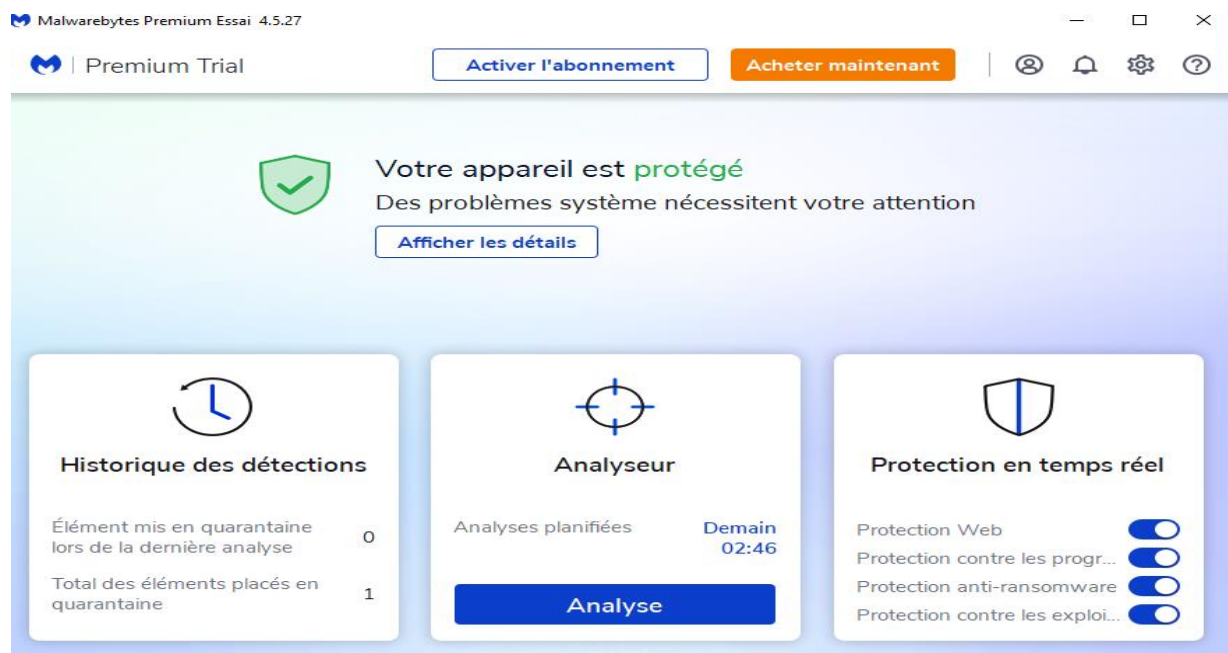 Malwarebytes Premium Essai 4.5.27
Premium Trial
Activer l'abonnement
Acheter maintenant
Votre appareil est protégé
Des problèmes système nécessitent votre attention
Afficher les détails
Historique des détections
Élément mis en quarantaine
lors de la dernière analyse
0
Total des éléments placés en
quarantaine
1
Analyseur
Analyses planifiées
Demain
02:46
Analyse
Protection en temps réel
Protection Web
Protection contre les progr...
Protection anti-ransomware
Protection contre les exploi...